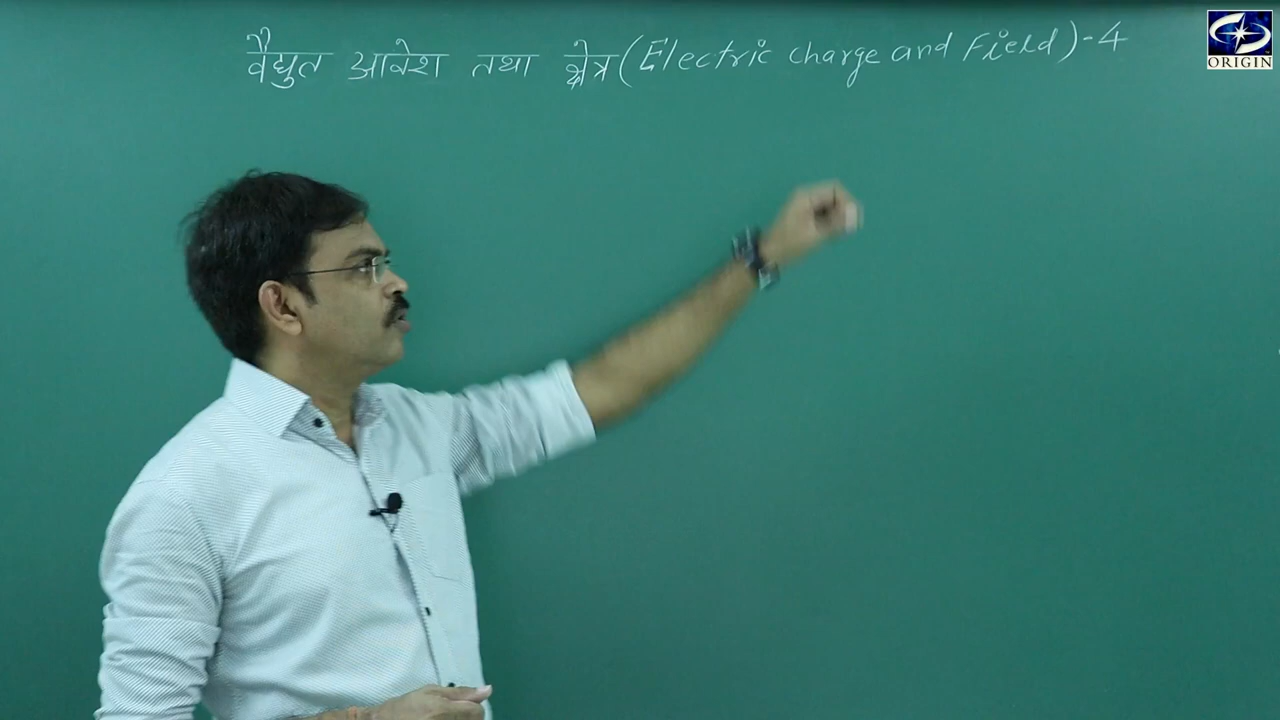 वैद्युत आवेश तथा क्षेत्र (Electric charge and Field) - 4
ORIGIN